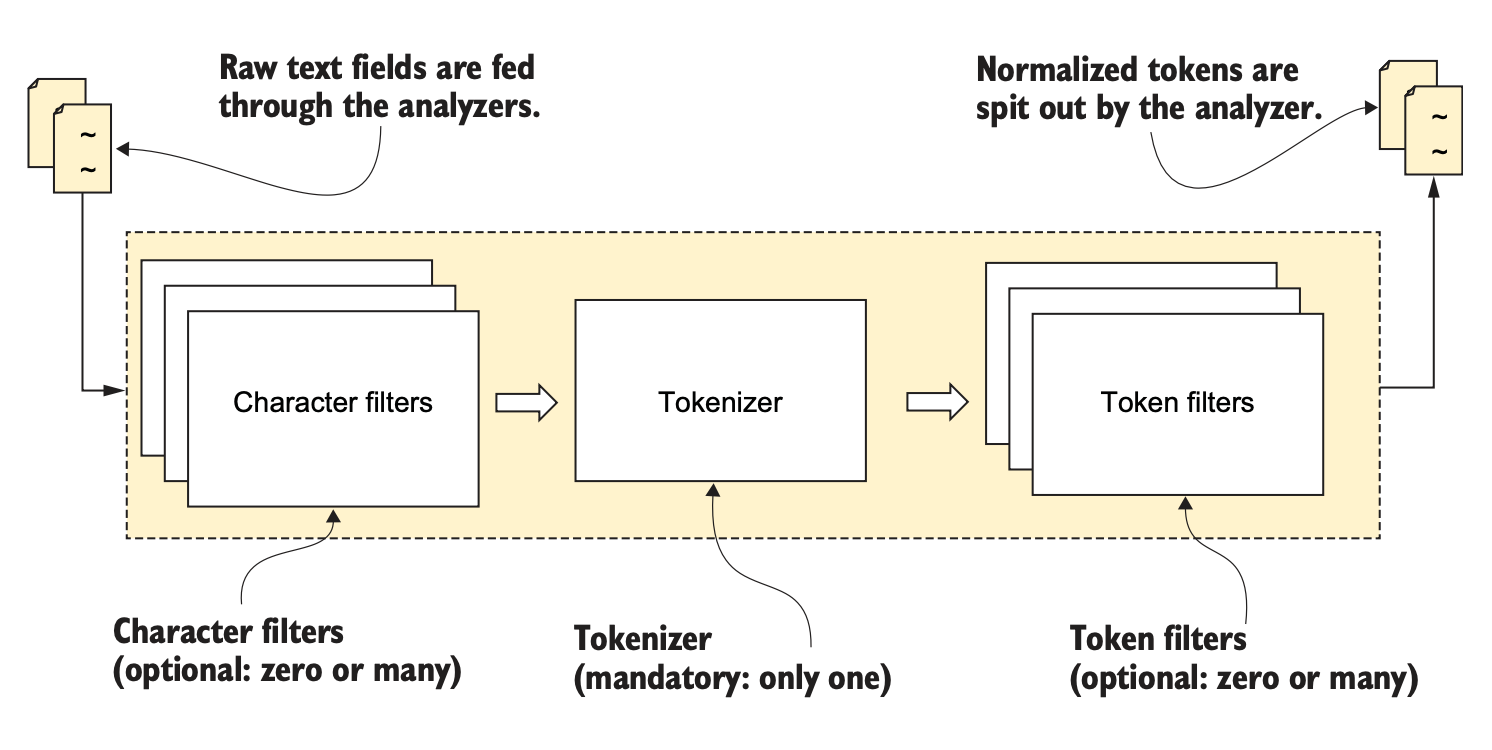 Raw text fields are fed
through the analyzers.
Normalized tokens are
spit out by the analyzer.
~
~
~
~
Character filters
Tokenizer
Token filters
Character filters
(optional: zero or many)
Tokenizer
(mandatory: only one)
Token filters
(optional: zero or many)